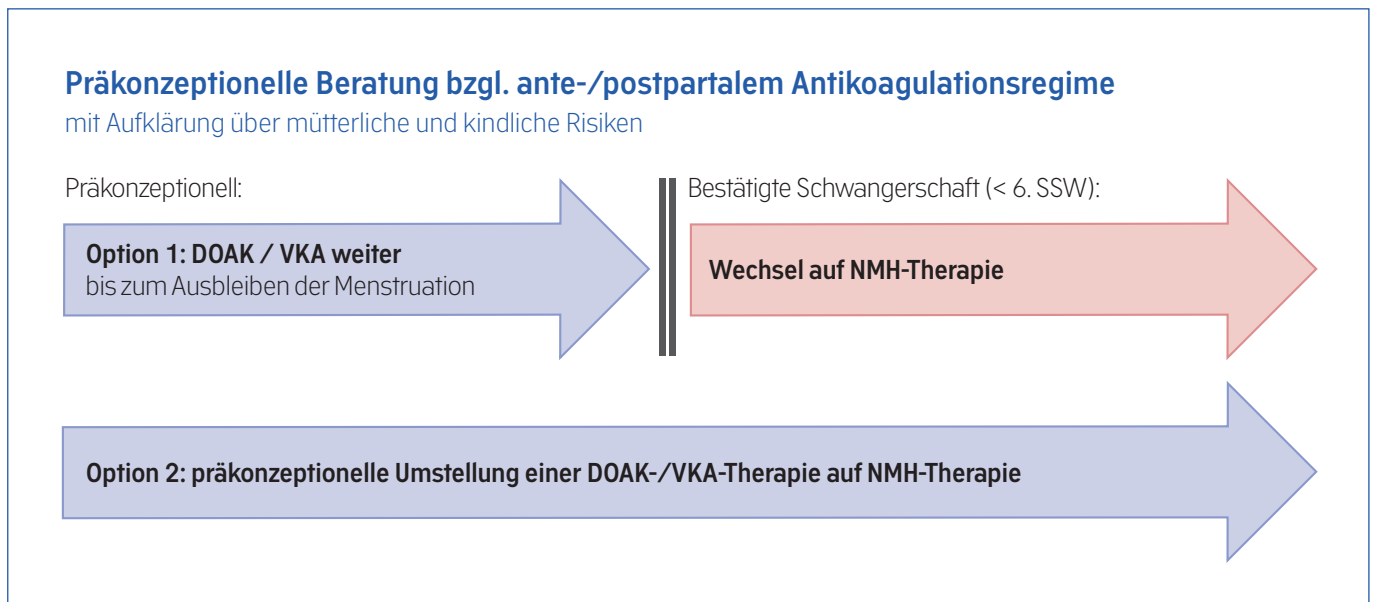 Präkonzeptionelle Beratung bzgl. ante-/postpartalem Antikoagulationsregime
mit Aufklärung über mütterliche und kindliche Risiken
Präkonzeptionell:
Bestätigte Schwangerschaft (< 6. SSW):
Option 1: DOAK / VKA weiter
bis zum Ausbleiben der Menstruation
Wechsel auf NMH-Therapie
Option 2: präkonzeptionelle Umstellung einer DOAK-/VKA-Therapie auf NMH-Therapie